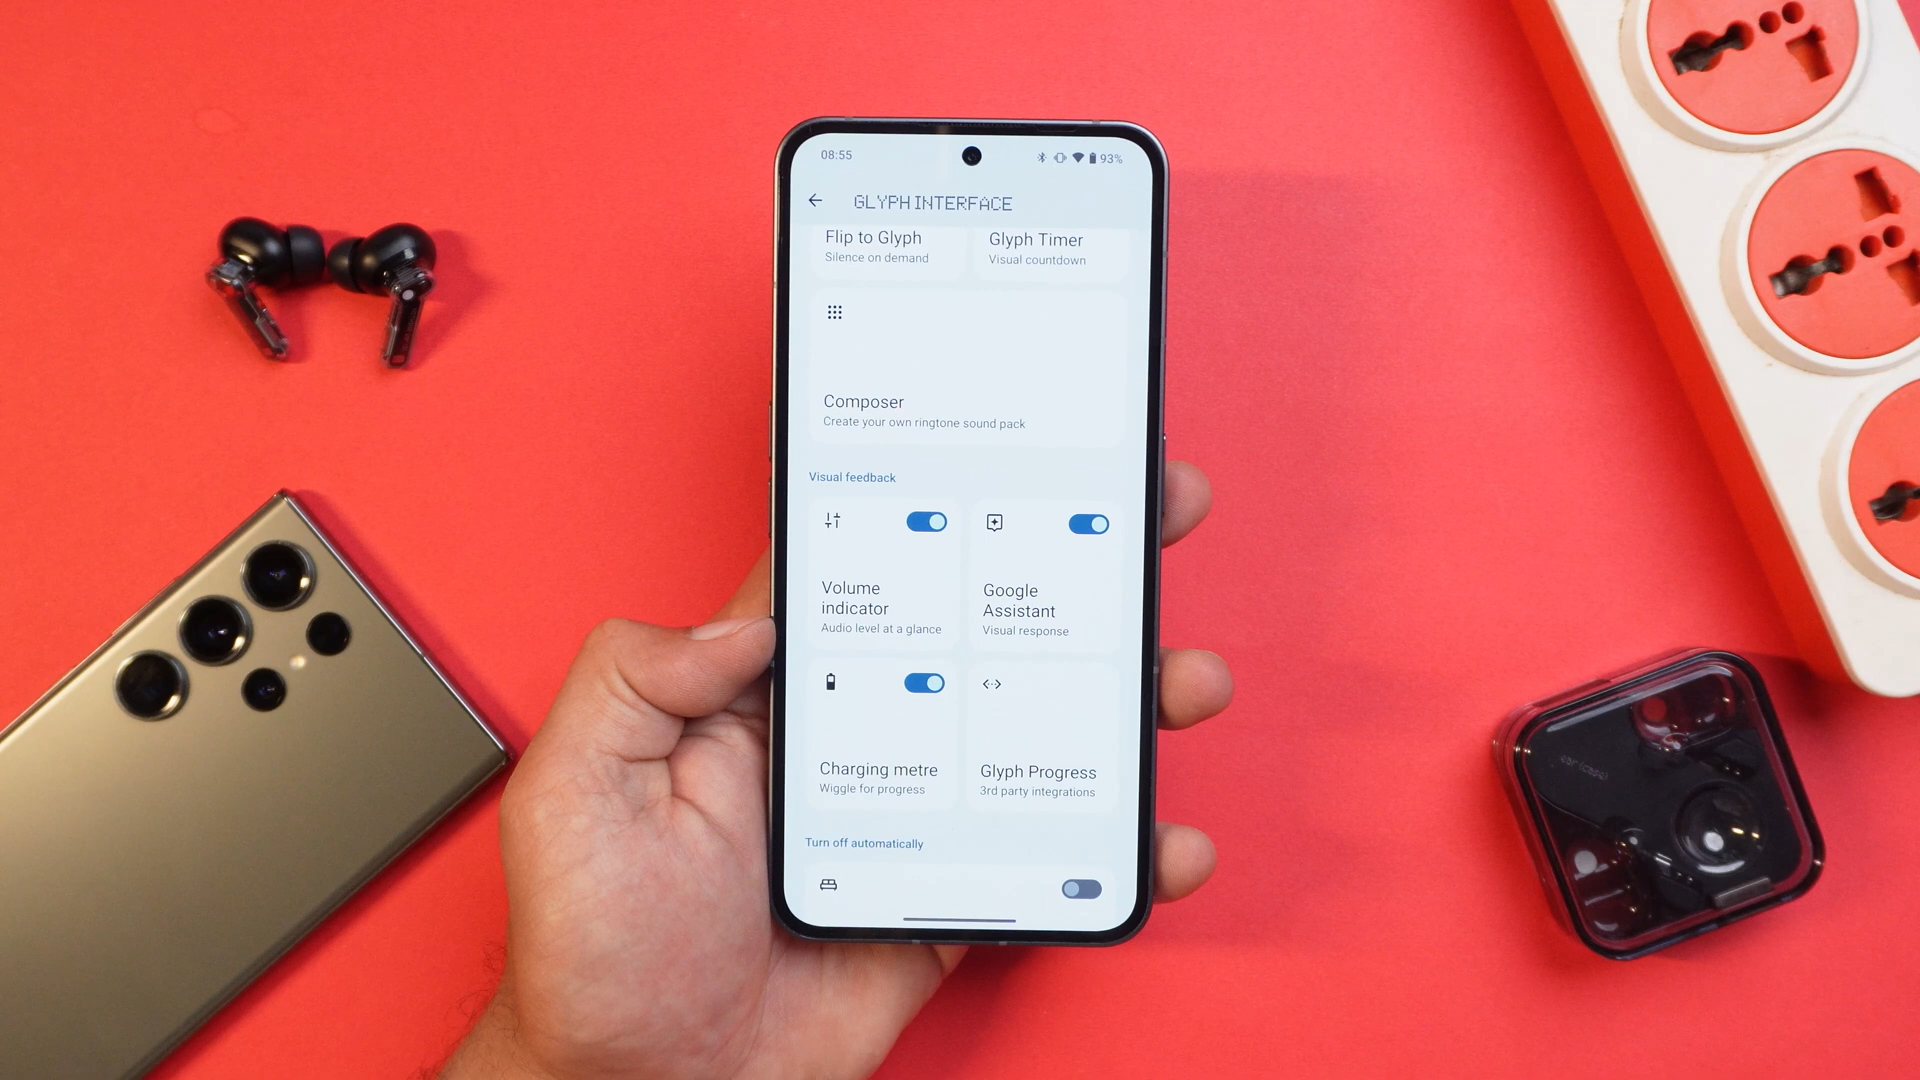 08:55
93%
GLYPH INTERFACE
Flip to Glyph
Silence on demand
Glyph Timer
Visual countdown
Composer
Create your own ringtone sound pack
Visual feedback
Volume
indicator
Audio level at a glance
Google
Assistant
Visual response
Charging metre
Wiggle for progress
Glyph Progress
3rd party integrations
Turn off automatically